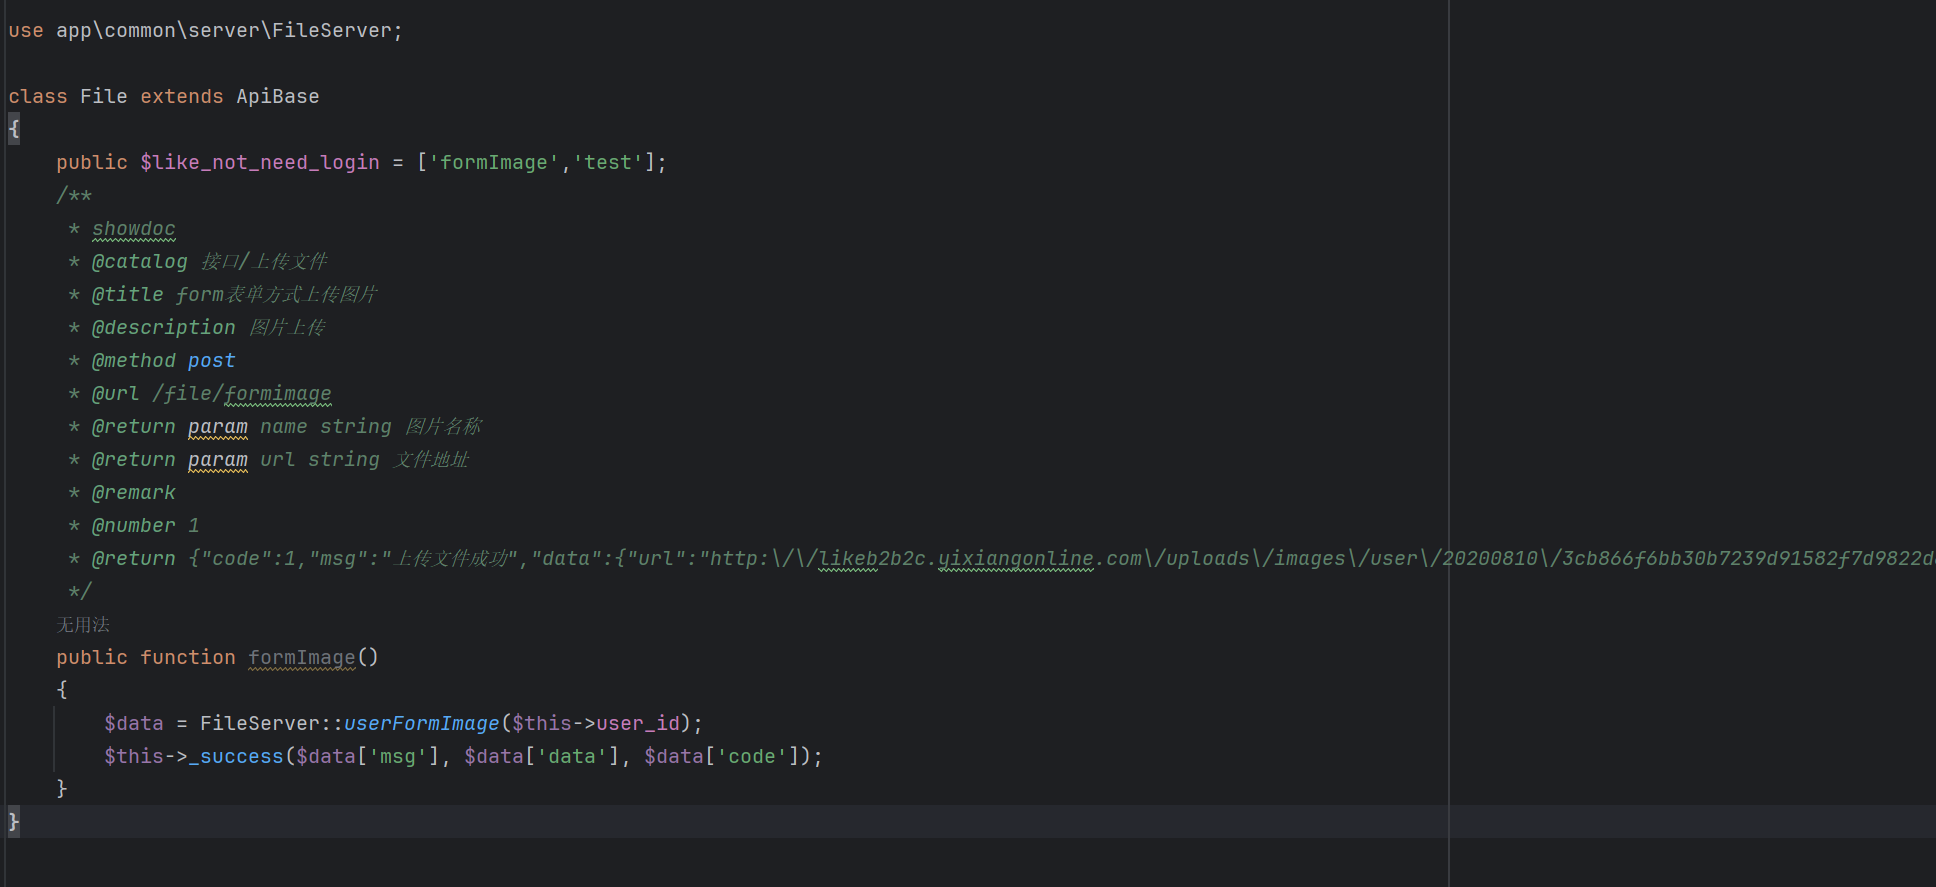 use app\common\server\FileServer;
class File extends ApiBase
{
public $like_not_need_login = ['formImage','test'];
/**
* showdoc
* @catalog 接口/上传文件
* @title form表单方式上传图片
* @description 图片上传
* @method post
* @url /file/formimage
* @return param name string 图片名称
* @return param url string 文件地址
* @remark
* @number 1
* @return {"code":1,"msg":"上传文件成功","data":{"url":"http:\/\/likeb2b2c.yixiangonline.com\/uploads\/images\/user\/20200810\/3cb866f6bb30b7239d91582f7d9822d
*/
无用法
public function formImage()
{
$data = FileServer::userFormImage($this->user_id);
$this->_success($data['msg'], $data['data'], $data['code']);
}
}